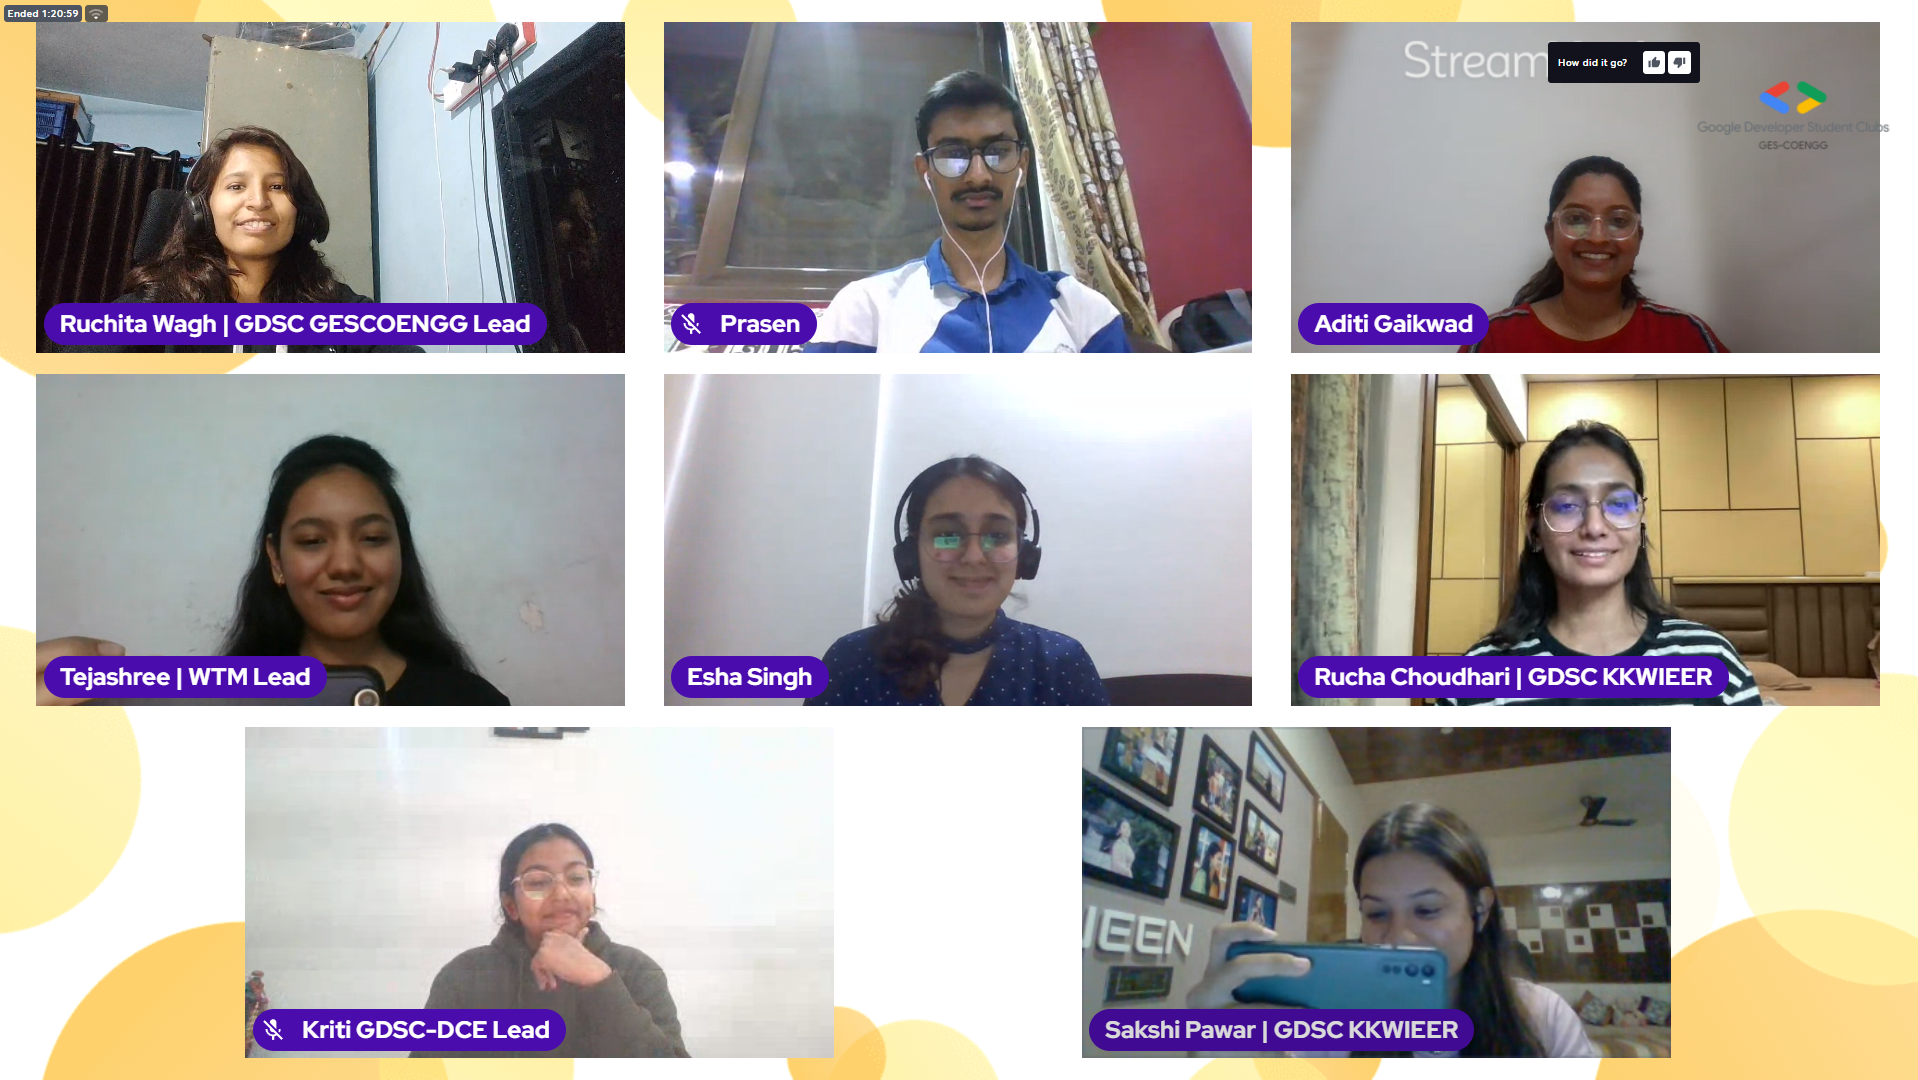 Ended 1:20:59
Stream
How did it go?
Google Developer Student Clubs
GES-COENGG
Ruchita Wagh | GDSC GESCOENGG Lead
Prasen
Aditi Gaikwad
Tejashree | WTM Lead
Esha Singh
Rucha Choudhari | GDSC KKWIEER
EEN
Kriti GDSC-DCE Lead
Sakshi Pawar | GDSC KKWIEER